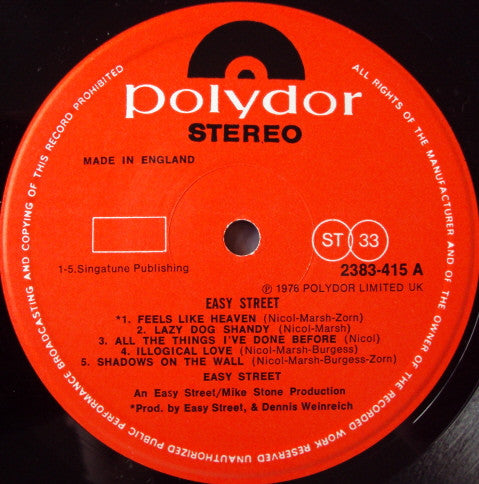 polydor
STEREO
MADE IN ENGLAND
ST 33
2383-415 A
1-5. Singatune Publishing
℗ 1976 POLYDOR LIMITED UK
EASY STREET
*1. FEELS LIKE HEAVEN (Nicol-Marsh-Zorn)
2. LAZY DOG SHANDY (Nicol-Marsh)
3. ALL THE THINGS I'VE DONE BEFORE (Nicol)
4. ILLOGICAL LOVE (Nicol-Marsh-Burgess)
5. SHADOWS ON THE WALL (Nicol-Marsh-Burgess-Zorn)
EASY STREET
An Easy Street/Mike Stone Production
*Prod. by Easy Street, & Dennis Weinreich
ALL RIGHTS OF THE MANUFACTURER AND OF THE OWNER OF THE RECORDED WORK RESERVED UNAUTHORIZED PUBLIC PERFORMANCE BROADCASTING AND COPYING OF THIS RECORD PROHIBITED